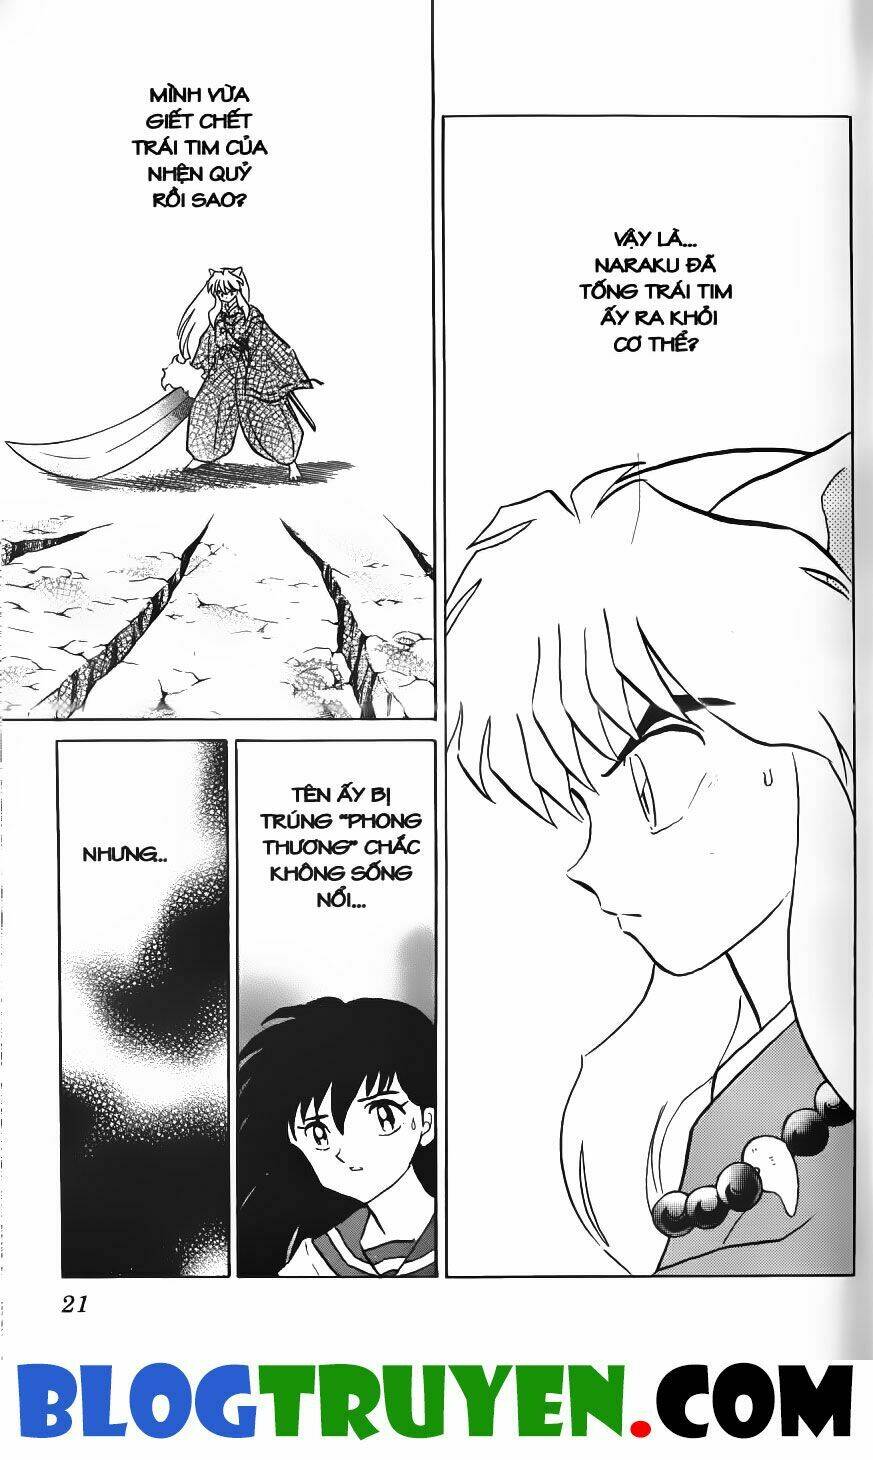 VẬY LÀ...
NARAKU ĐÃ
TỐNG TRÁI TIM
ẤY RA KHỎI
CƠ THỂ?
MÌNH VỪA
GIẾT CHẾT
TRÁI TIM CỦA
NHỆN QUỶ
RỒI SAO?
TÊN ẤY BỊ
TRÚNG "PHONG
THƯƠNG" CHẮC
KHÔNG SỐNG
NỔI...
NHƯNG...
21
BLOGTRUYEN.COM